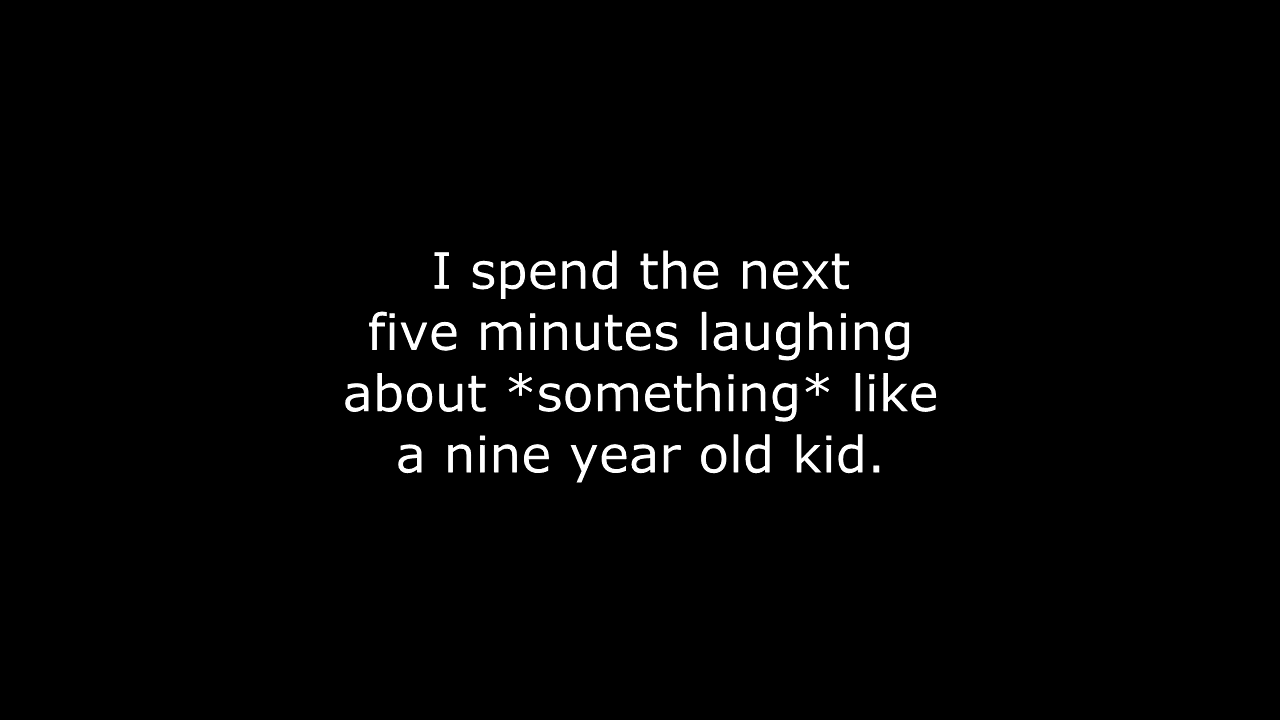 I spend the next
five minutes laughing
about *something* like
a nine year old kid.